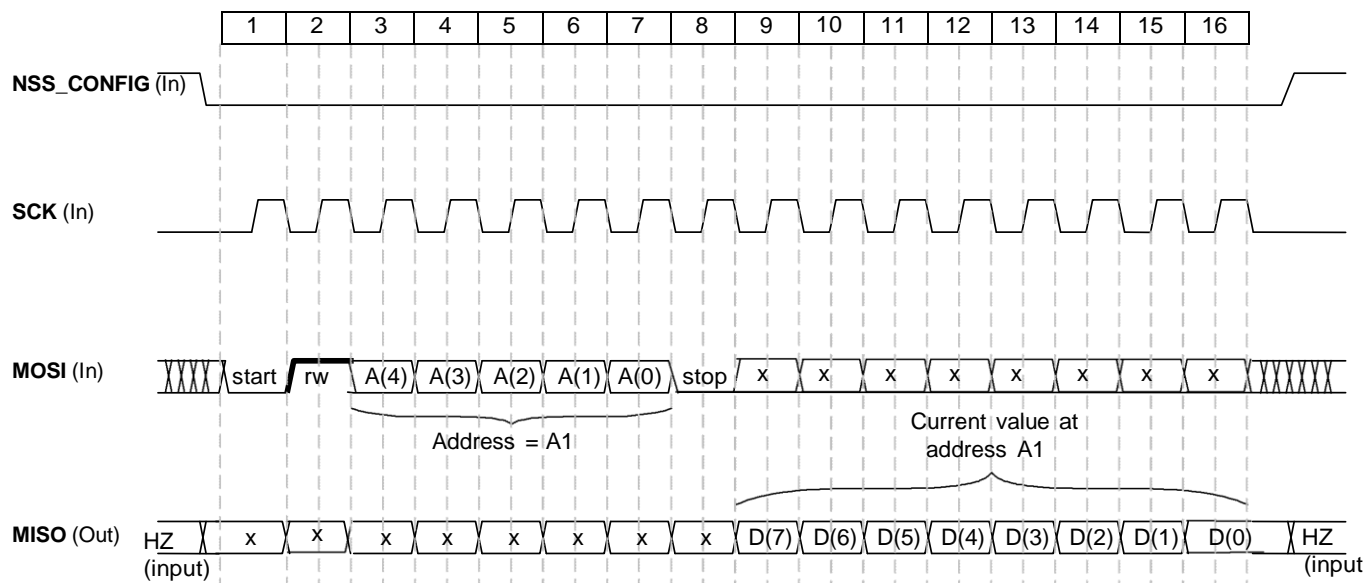 1 2 3 4 5 6 7 8 9 10 11 12 13 14 15 16
NSS_CONFIG (In)
SCK (In)
MOSI (In) start rw A(4) A(3) A(2) A(1) A(0) stop x x x x x x x x
Address = A1
Current value at
address A1
MISO (Out) HZ x x x x x x x x D(7) D(6) D(5) D(4) D(3) D(2) D(1) D(0) HZ
(input) (input